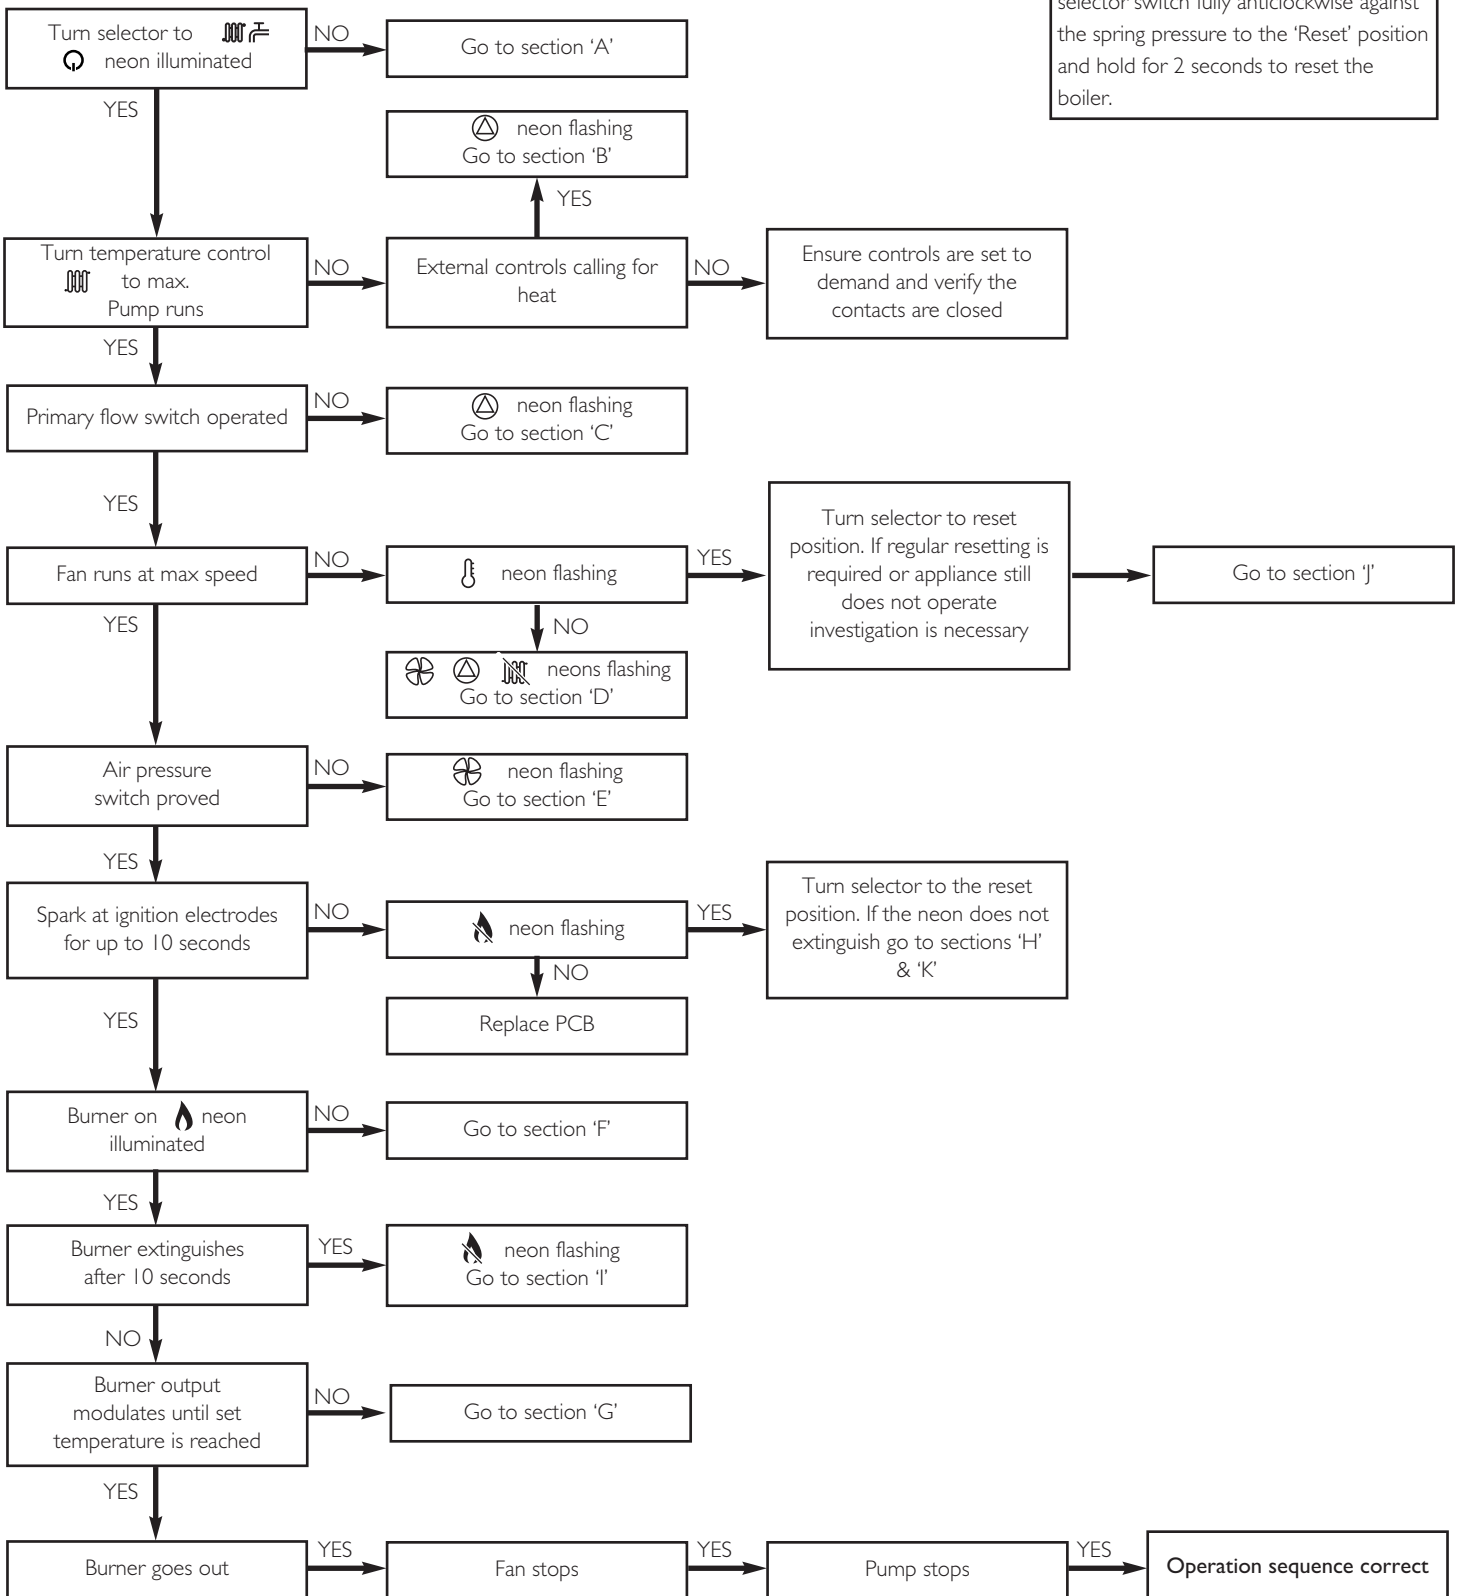 selector switch fully anticlockwise against
the spring pressure to the ‘Reset’ position
and hold for 2 seconds to reset the
boiler.
Turn selector to
neon illuminated
NO
Go to section ‘A’
YES
neon flashing
Go to section ‘B’
YES
Turn temperature control
to max.
Pump runs
NO
External controls calling for
heat
NO
Ensure controls are set to
demand and verify the
contacts are closed
YES
Primary flow switch operated
NO
neon flashing
Go to section ‘C’
YES
Fan runs at max speed
NO
neon flashing
YES
Turn selector to reset
position. If regular resetting is
required or appliance still
does not operate
investigation is necessary
Go to section ‘J’
YES
NO
neons flashing
Go to section ‘D’
Air pressure
switch proved
NO
neon flashing
Go to section ‘E’
YES
Spark at ignition electrodes
for up to 10 seconds
NO
neon flashing
YES
Turn selector to the reset
position. If the neon does not
extinguish go to sections ‘H’
& ‘K’
NO
Replace PCB
YES
Burner on neon
illuminated
NO
Go to section ‘F’
YES
Burner extinguishes
after 10 seconds
YES
neon flashing
Go to section ‘I’
NO
Burner output
modulates until set
temperature is reached
NO
Go to section ‘G’
YES
Burner goes out
YES
Fan stops
YES
Pump stops
YES
Operation sequence correct